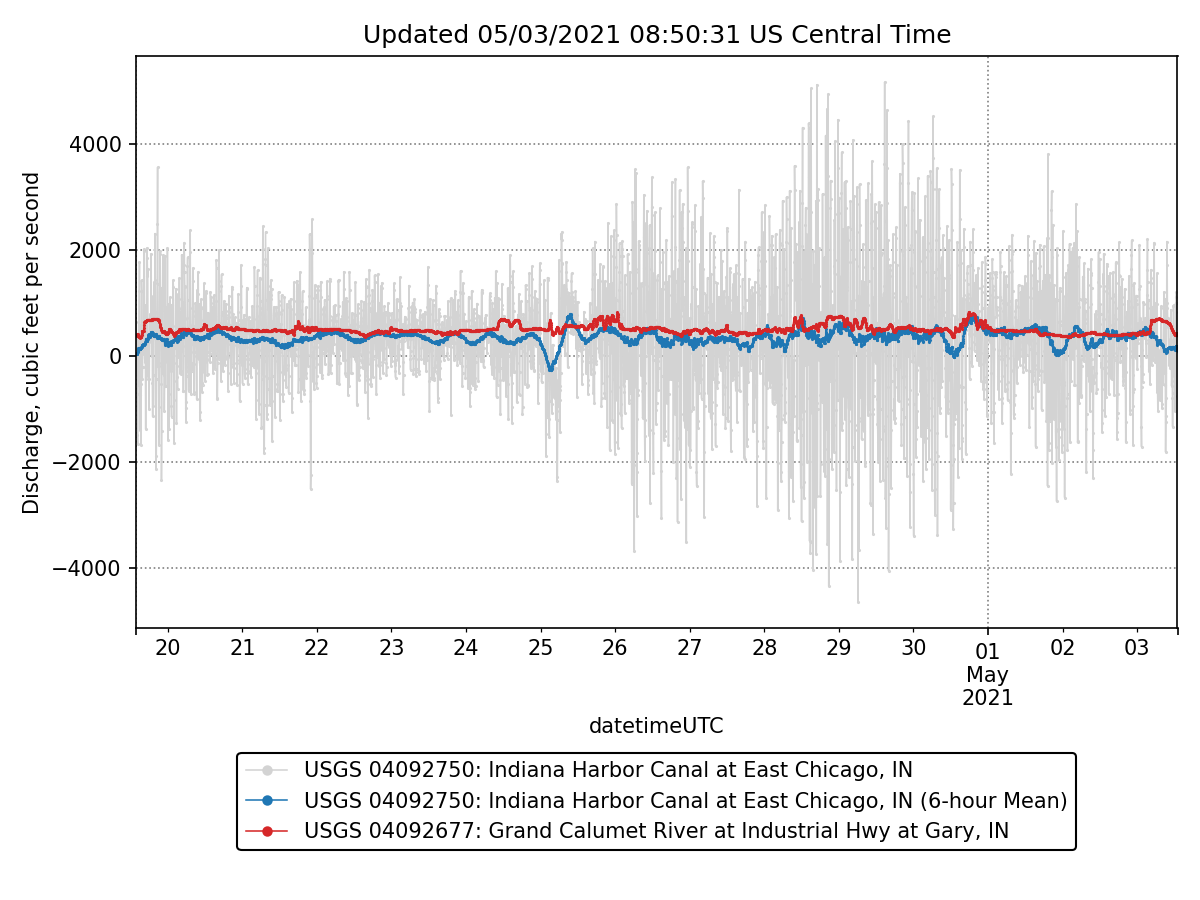 Updated 05/03/2021 08:50:31 US Central Time
Discharge, cubic feet per second
4000
2000
0
−2000
−4000
20 21 22 23 24 25 26 27 28 29 30 01 02 03
May
2021
datetimeUTC
USGS 04092750: Indiana Harbor Canal at East Chicago, IN
USGS 04092750: Indiana Harbor Canal at East Chicago, IN (6-hour Mean)
USGS 04092677: Grand Calumet River at Industrial Hwy at Gary, IN